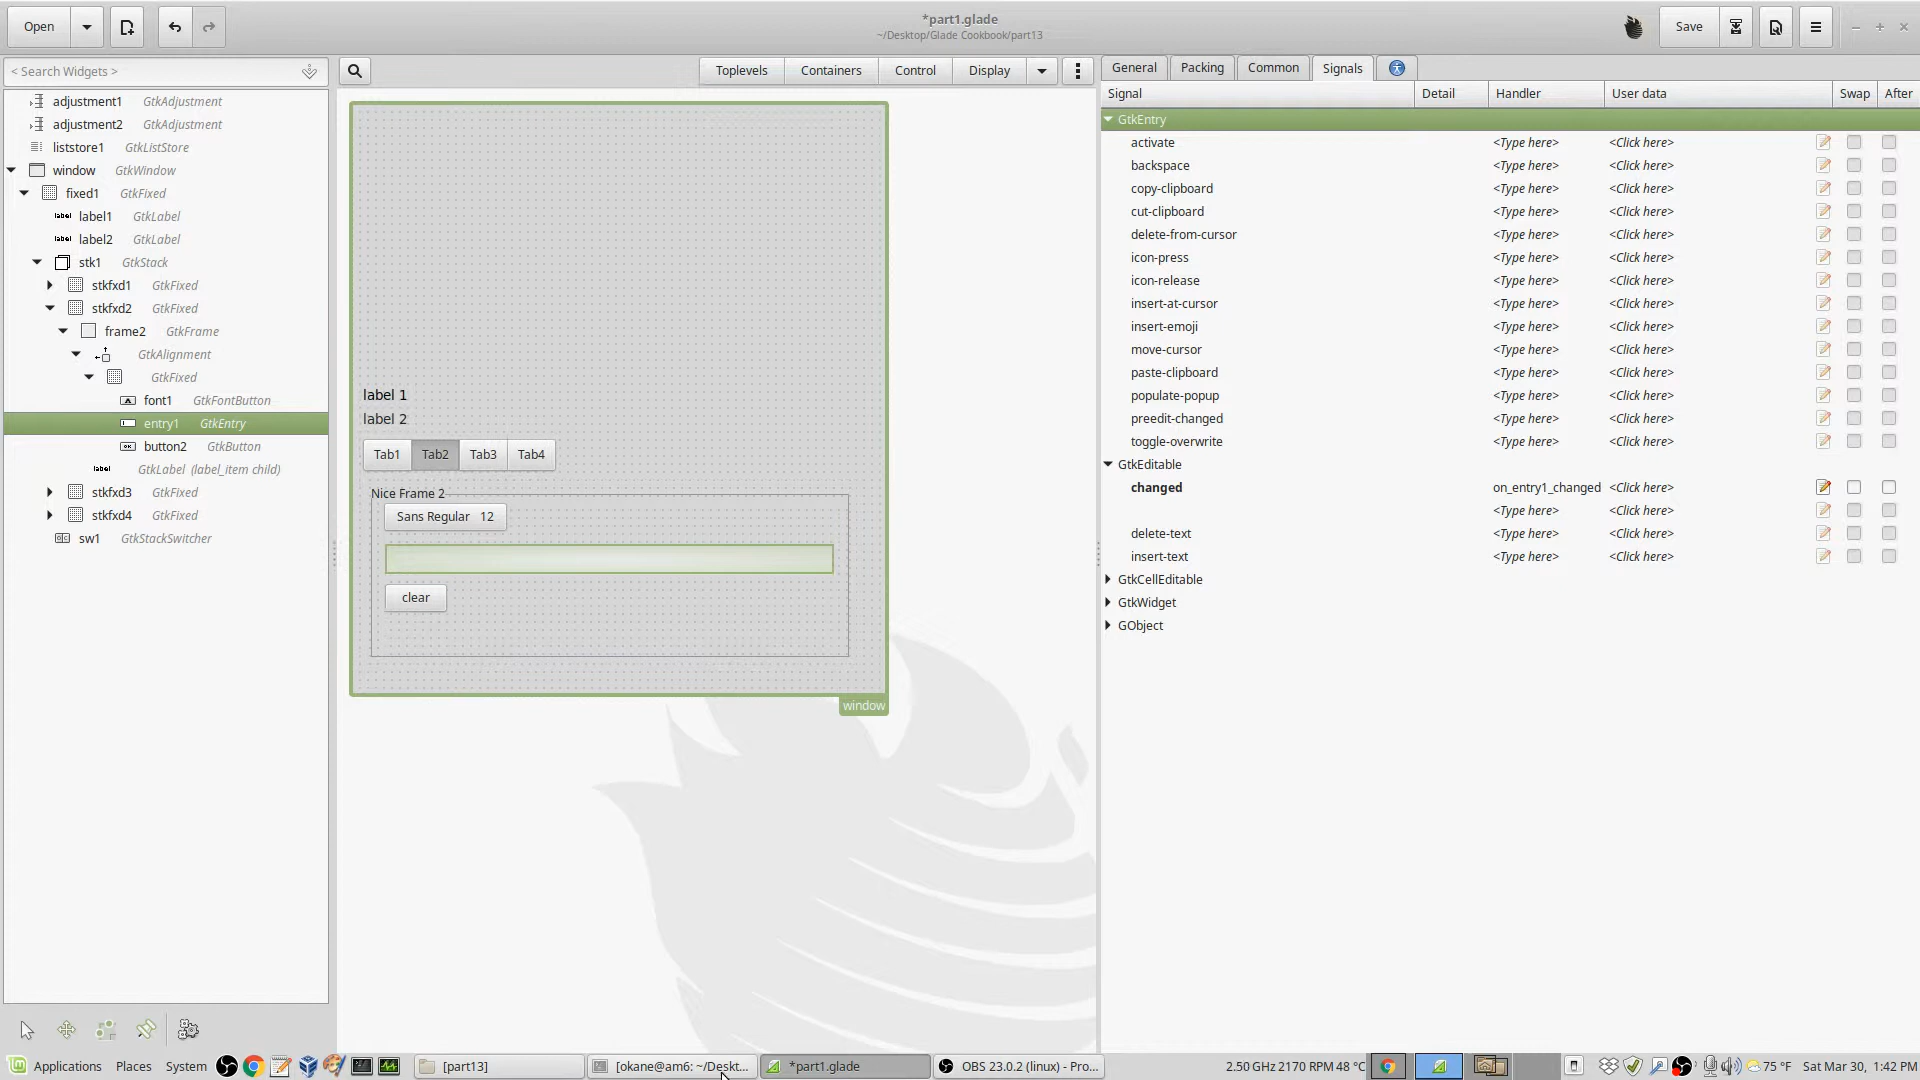 Open
*part1.glade
~/Desktop/Glade Cookbook/part13
Save
< Search Widgets >
Toplevels Containers Control Display
General Packing Common Signals
adjustment1 GtkAdjustment
adjustment2 GtkAdjustment
liststore1 GtkListStore
window GtkWindow
fixed1 GtkFixed
label label1 GtkLabel
label label2 GtkLabel
stk1 GtkStack
stkfxd1 GtkFixed
stkfxd2 GtkFixed
frame2 GtkFrame
GtkAlignment
GtkFixed
font1 GtkFontButton
entry1 GtkEntry
button2 GtkButton
label GtkLabel (label_item child)
stkfxd3 GtkFixed
stkfxd4 GtkFixed
sw1 GtkStackSwitcher
label 1
label 2
Tab1 Tab2 Tab3 Tab4
Nice Frame 2
Sans Regular 12
clear
window
Signal Detail Handler User data Swap After
GtkEntry
activate <Type here> <Click here>
backspace <Type here> <Click here>
copy-clipboard <Type here> <Click here>
cut-clipboard <Type here> <Click here>
delete-from-cursor <Type here> <Click here>
icon-press <Type here> <Click here>
icon-release <Type here> <Click here>
insert-at-cursor <Type here> <Click here>
insert-emoji <Type here> <Click here>
move-cursor <Type here> <Click here>
paste-clipboard <Type here> <Click here>
populate-popup <Type here> <Click here>
preedit-changed <Type here> <Click here>
toggle-overwrite <Type here> <Click here>
GtkEditable
changed on_entry1_changed <Click here>
<Type here> <Click here>
delete-text <Type here> <Click here>
insert-text <Type here> <Click here>
GtkCellEditable
GtkWidget
GObject
Applications Places System [part13] [okane@am6: ~/Deskt... *part1.glade OBS 23.0.2 (linux) - Pro... 2.50 GHz 2170 RPM 48 °C 75 °F Sat Mar 30, 1:42 PM